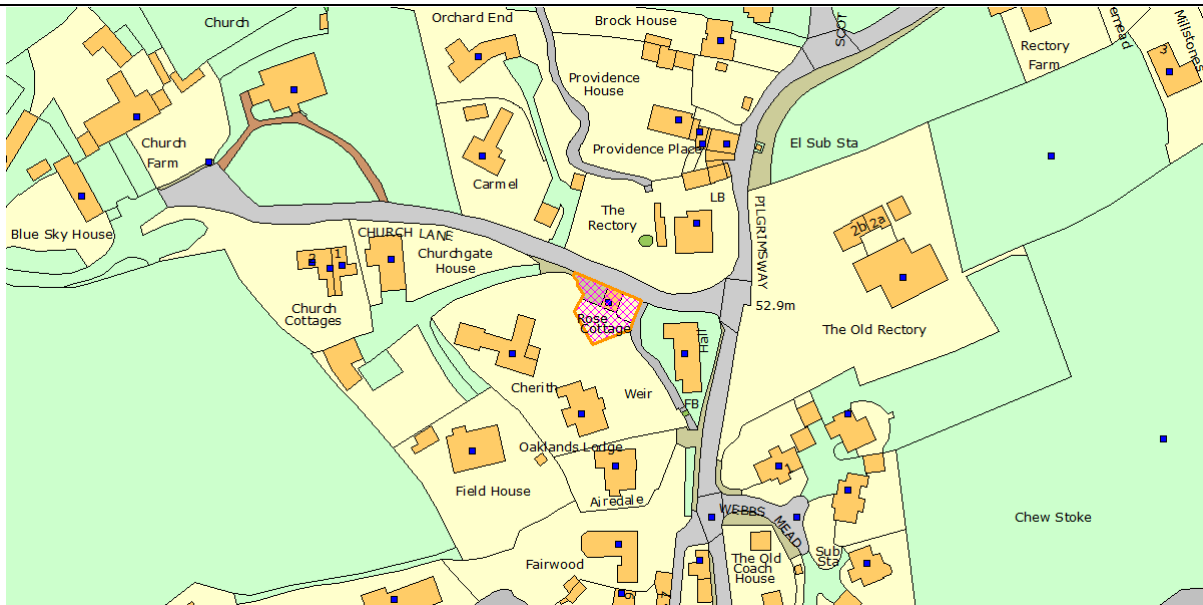 Church
Orchard End
Brock House
SCOT
Rectory
Farm
erread
Millstones
3
Providence
House
Church
Farm
Providence Place
El Sub Sta
Carmel
LB
The
Rectory
PILGRIMSWAY
2b
2a
Blue Sky House
CHURCH LANE
Churchgate
House
2
1
Church
Cottages
52.9m
Rose
Cottage
Hall
The Old Rectory
Cherith
Weir
FB
Oaklands Lodge
1
Field House
Airedale
WEBBS
MEAD
Chew Stoke
Fairwood
The Old
Coach
House
Sub
Sta